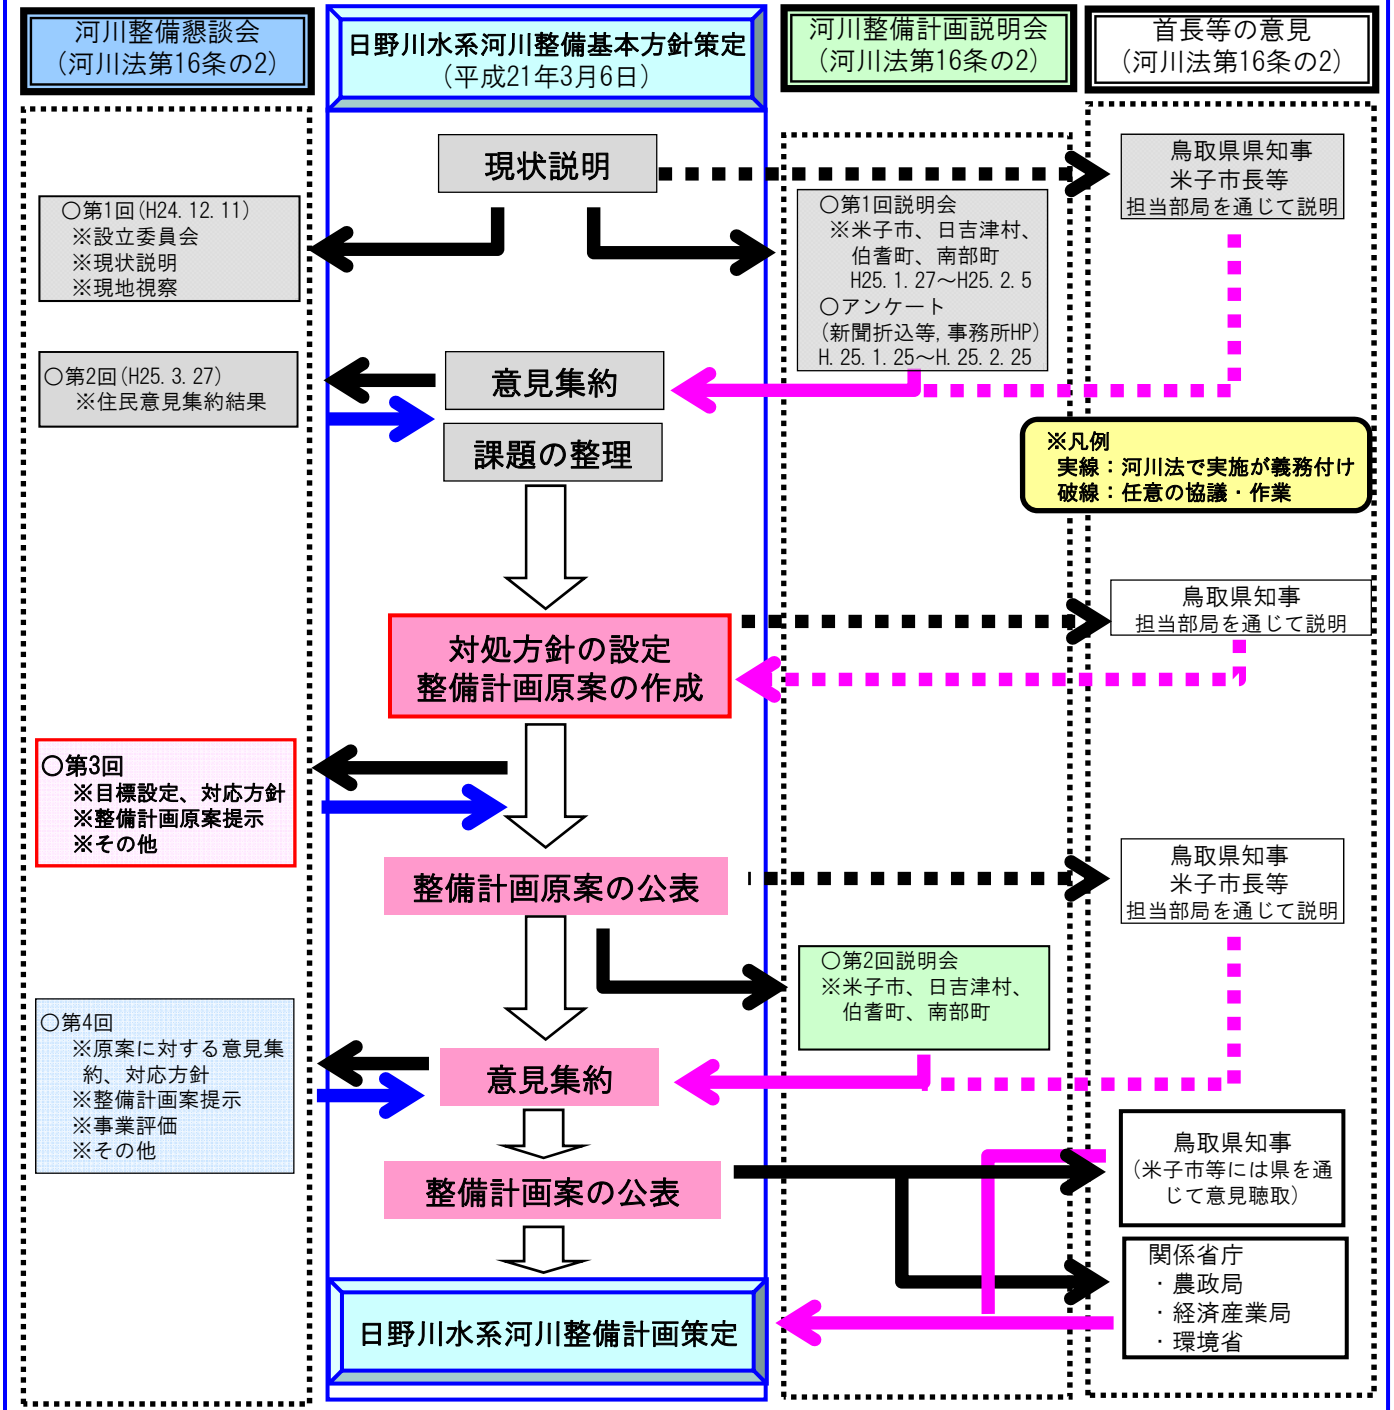 河川整備懇談会
(河川法第16条の2)
日野川水系河川整備基本方針策定
(平成21年3月6日)
河川整備計画説明会
(河川法第16条の2)
首長等の意見
(河川法第16条の2)
現状説明
鳥取県県知事
米子市長等
担当部局を通じて説明
○第1回(H24.12.11)
※設立委員会
※現状説明
※現地視察
○第1回説明会
※米子市、日吉津村、
伯耆町、南部町
H25.1.27～H25.2.5
○アンケート
(新聞折込等,事務所HP)
H.25.1.25～H.25.2.25
○第2回(H25.3.27)
※住民意見集約結果
意見集約
課題の整理
※凡例
実線：河川法で実施が義務付け
破線：任意の協議・作業
対処方針の設定
整備計画原案の作成
鳥取県知事
担当部局を通じて説明
○第3回
※目標設定、対応方針
※整備計画原案提示
※その他
整備計画原案の公表
鳥取県知事
米子市長等
担当部局を通じて説明
○第2回説明会
※米子市、日吉津村、
伯耆町、南部町
○第4回
※原案に対する意見集
約、対応方針
※整備計画案提示
※事業評価
※その他
意見集約
整備計画案の公表
鳥取県知事
(米子市等には県を通
じて意見聴取)
関係省庁
・農政局
・経済産業局
・環境省
日野川水系河川整備計画策定